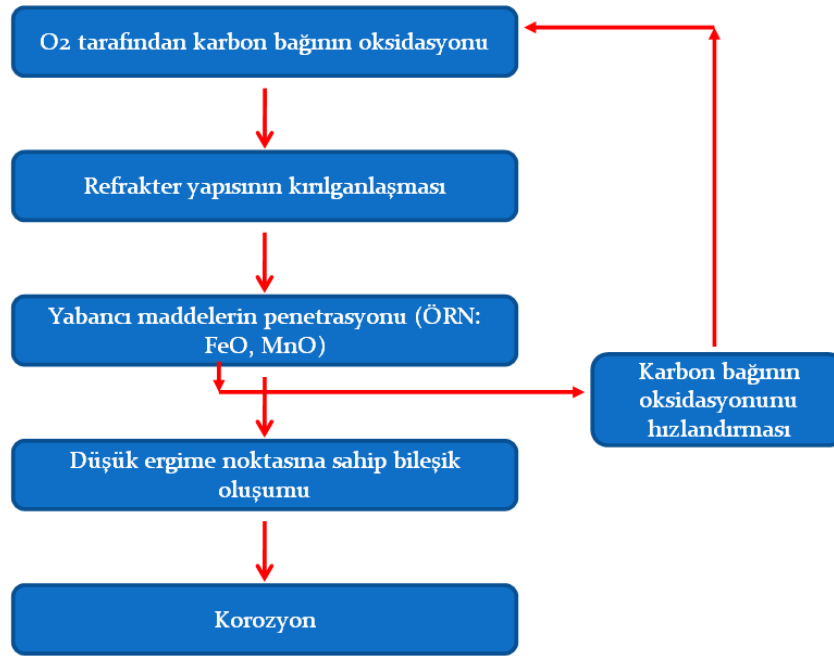 O2 tarafından karbon bağının oksidasyonu
Refrakter yapısının kırılganlaşması
Yabancı maddelerin penetrasyonu (ÖRN:
FeO, MnO)
Karbon bağının
oksidasyonunu
hızlandırması
Düşük ergime noktasına sahip bileşik
oluşumu
Korozyon